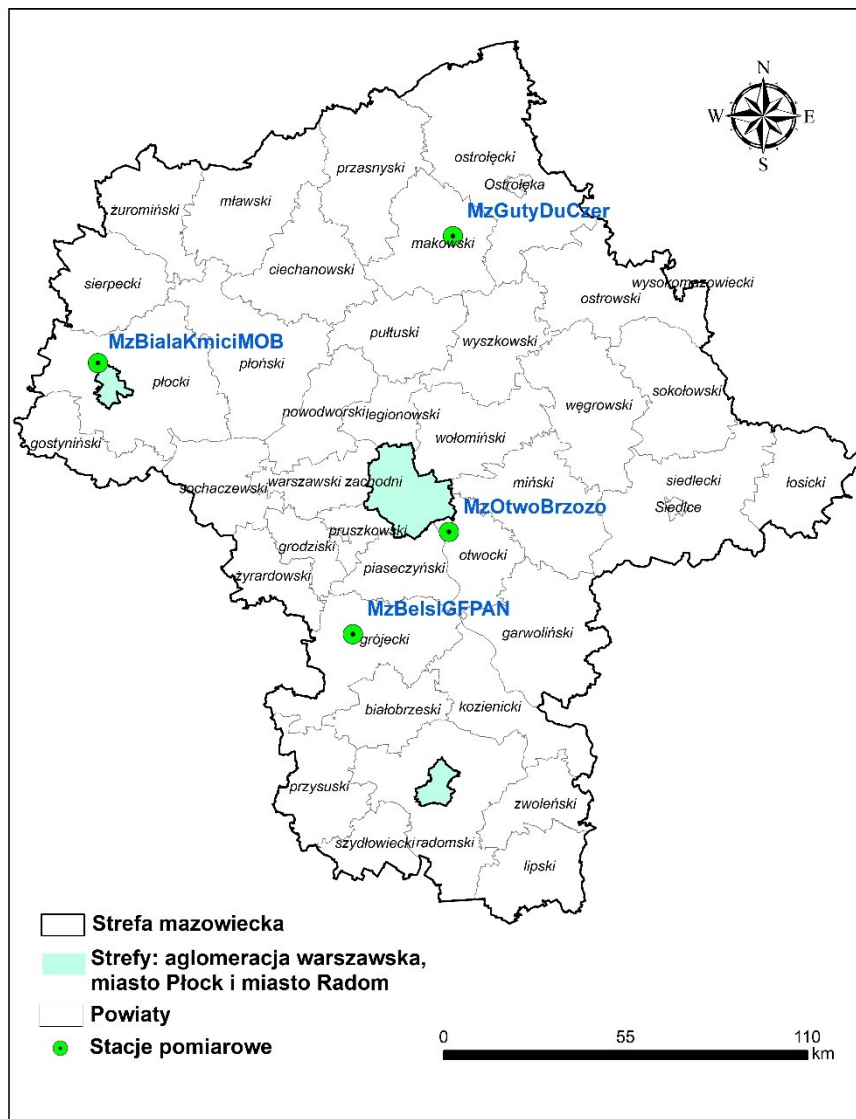 N
W E
S
przasnyski
ostrołęcki
Ostrołęka
MzGutyDuCzer
żuromiński
mławski
makowski
sierpecki
ciechanowski
wysokomazowiecki
ostrowski
MzBialaKmiciMOB
pułtuski
wyszkowski
płoński
płocki
sokołowski
węgrowski
nowodworski
legionowski
gostyniński
wołomiński
sochaczewski
warszawski zachodni
miński
siedlecki
łosicki
Siedlce
MzOtwoBrzozo
pruszkowski
grodziski
otwocki
piaseczyński
żyrardowski
MzBelsIGFPAN
garwoliński
grójecki
białobrzeski
kozienicki
przysuski
zwoleński
szydłowiecki
radomski
lipski
Strefa mazowiecka
Strefy: aglomeracja warszawska,
miasto Płock i miasto Radom
Powiaty
Stacje pomiarowe
0 55 110
km